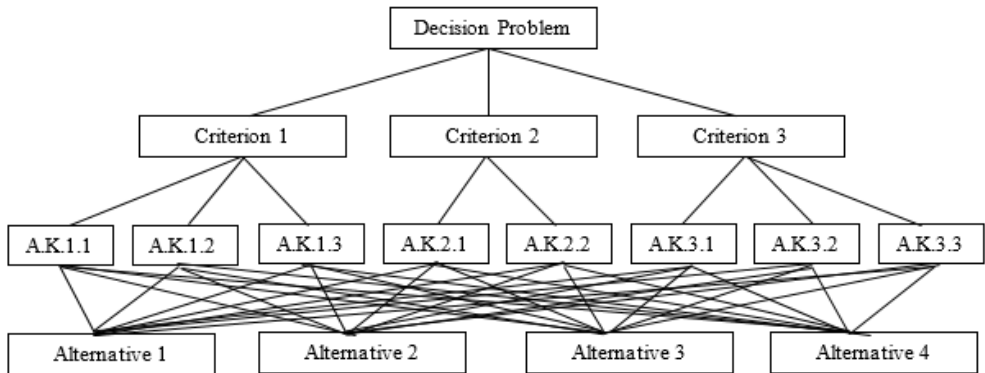 Decision Problem
Criterion 1
Criterion 2
Criterion 3
A.K.1.1
A.K.1.2
A.K.1.3
A.K.2.1
A.K.2.2
A.K.3.1
A.K.3.2
A.K.3.3
Alternative 1
Alternative 2
Alternative 3
Alternative 4